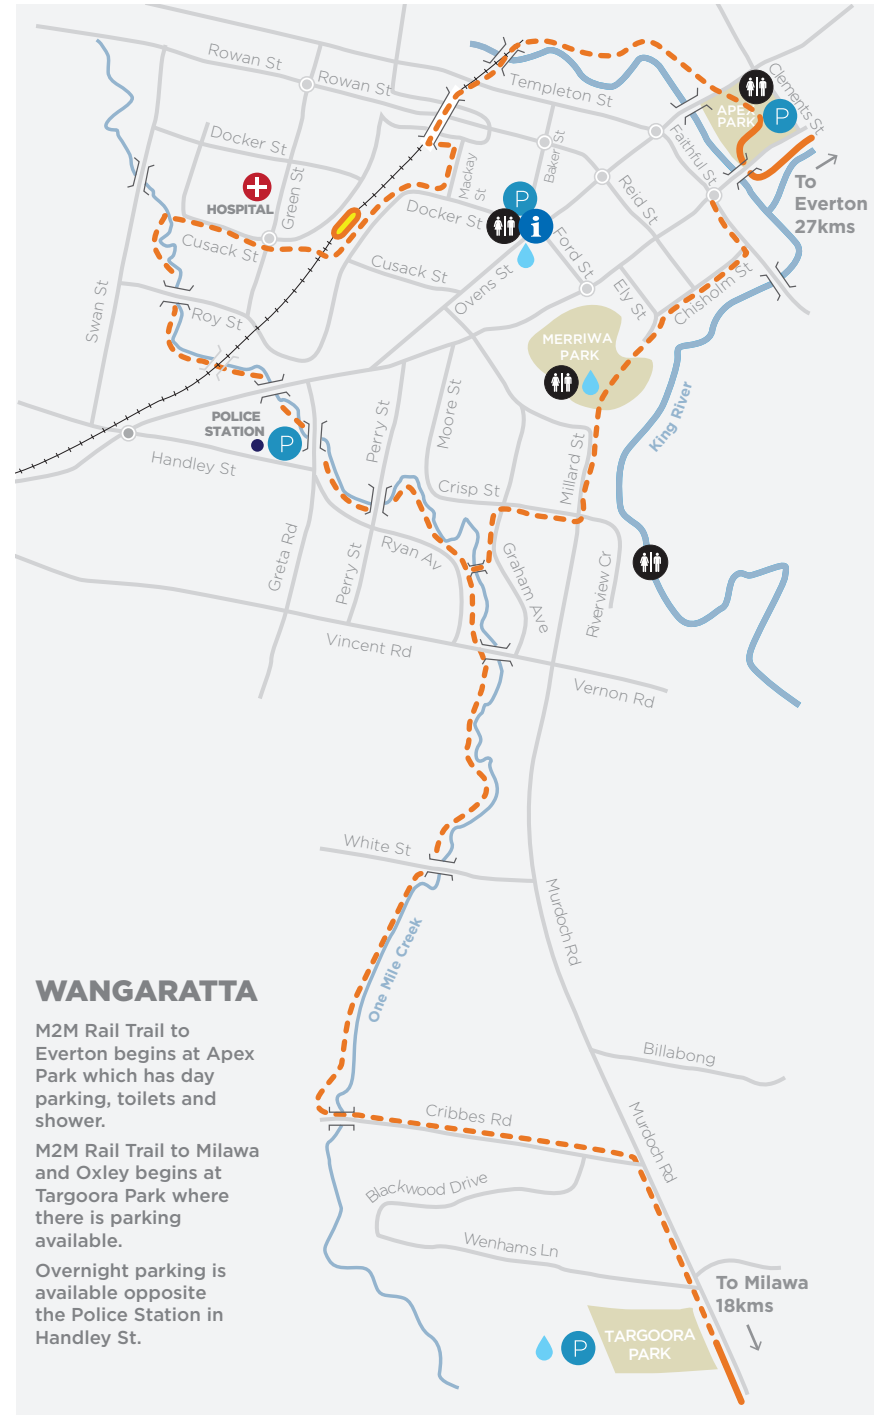 Rowan St
Rowan St
Templeton St
Clements St
APEX
PARK
P
Docker St
Green St
HOSPITAL
Mackay
St
Baker St
Faithful St
Reid St
To
Everton
27kms
P
Docker St
i
Cusack St
Cusack St
Ford St
Ovens St
Ely St
Chisholm St
Swan St
Roy St
MERRIWA
PARK
King River
POLICE
STATION
P
Perry St
Moore St
Handley St
Millard St
Crisp St
Greta Rd
Perry St
Ryan Av
Graham Ave
Riverview Cr
Vincent Rd
Vernon Rd
White St
Murdoch Rd
One Mile Creek
WANGARATTA
M2M Rail Trail to
Everton begins at Apex
Park which has day
parking, toilets and
shower.
M2M Rail Trail to Milawa
and Oxley begins at
Targoora Park where
there is parking
available.
Overnight parking is
available opposite
the Police Station in
Handley St.
Billabong
Cribbes Rd
Murdoch Rd
Blackwood Drive
Wenhams Ln
To Milawa
18kms
P
TARGOORA
PARK